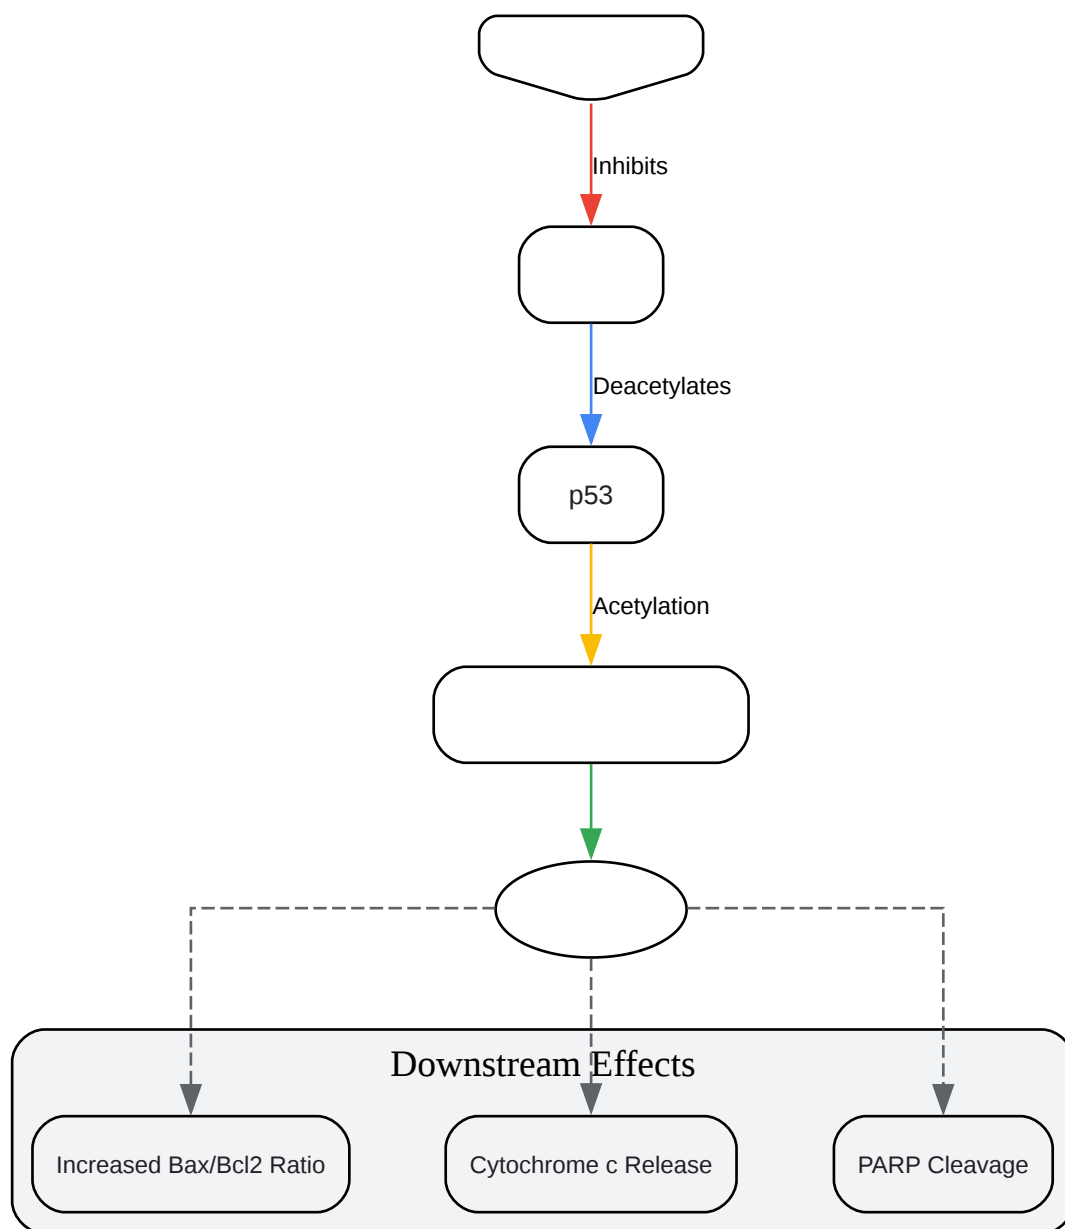 Inhibits
Deacetylates
p53
Acetylation
Downstream Effects
Increased Bax/Bcl2 Ratio
Cytochrome c Release
PARP Cleavage